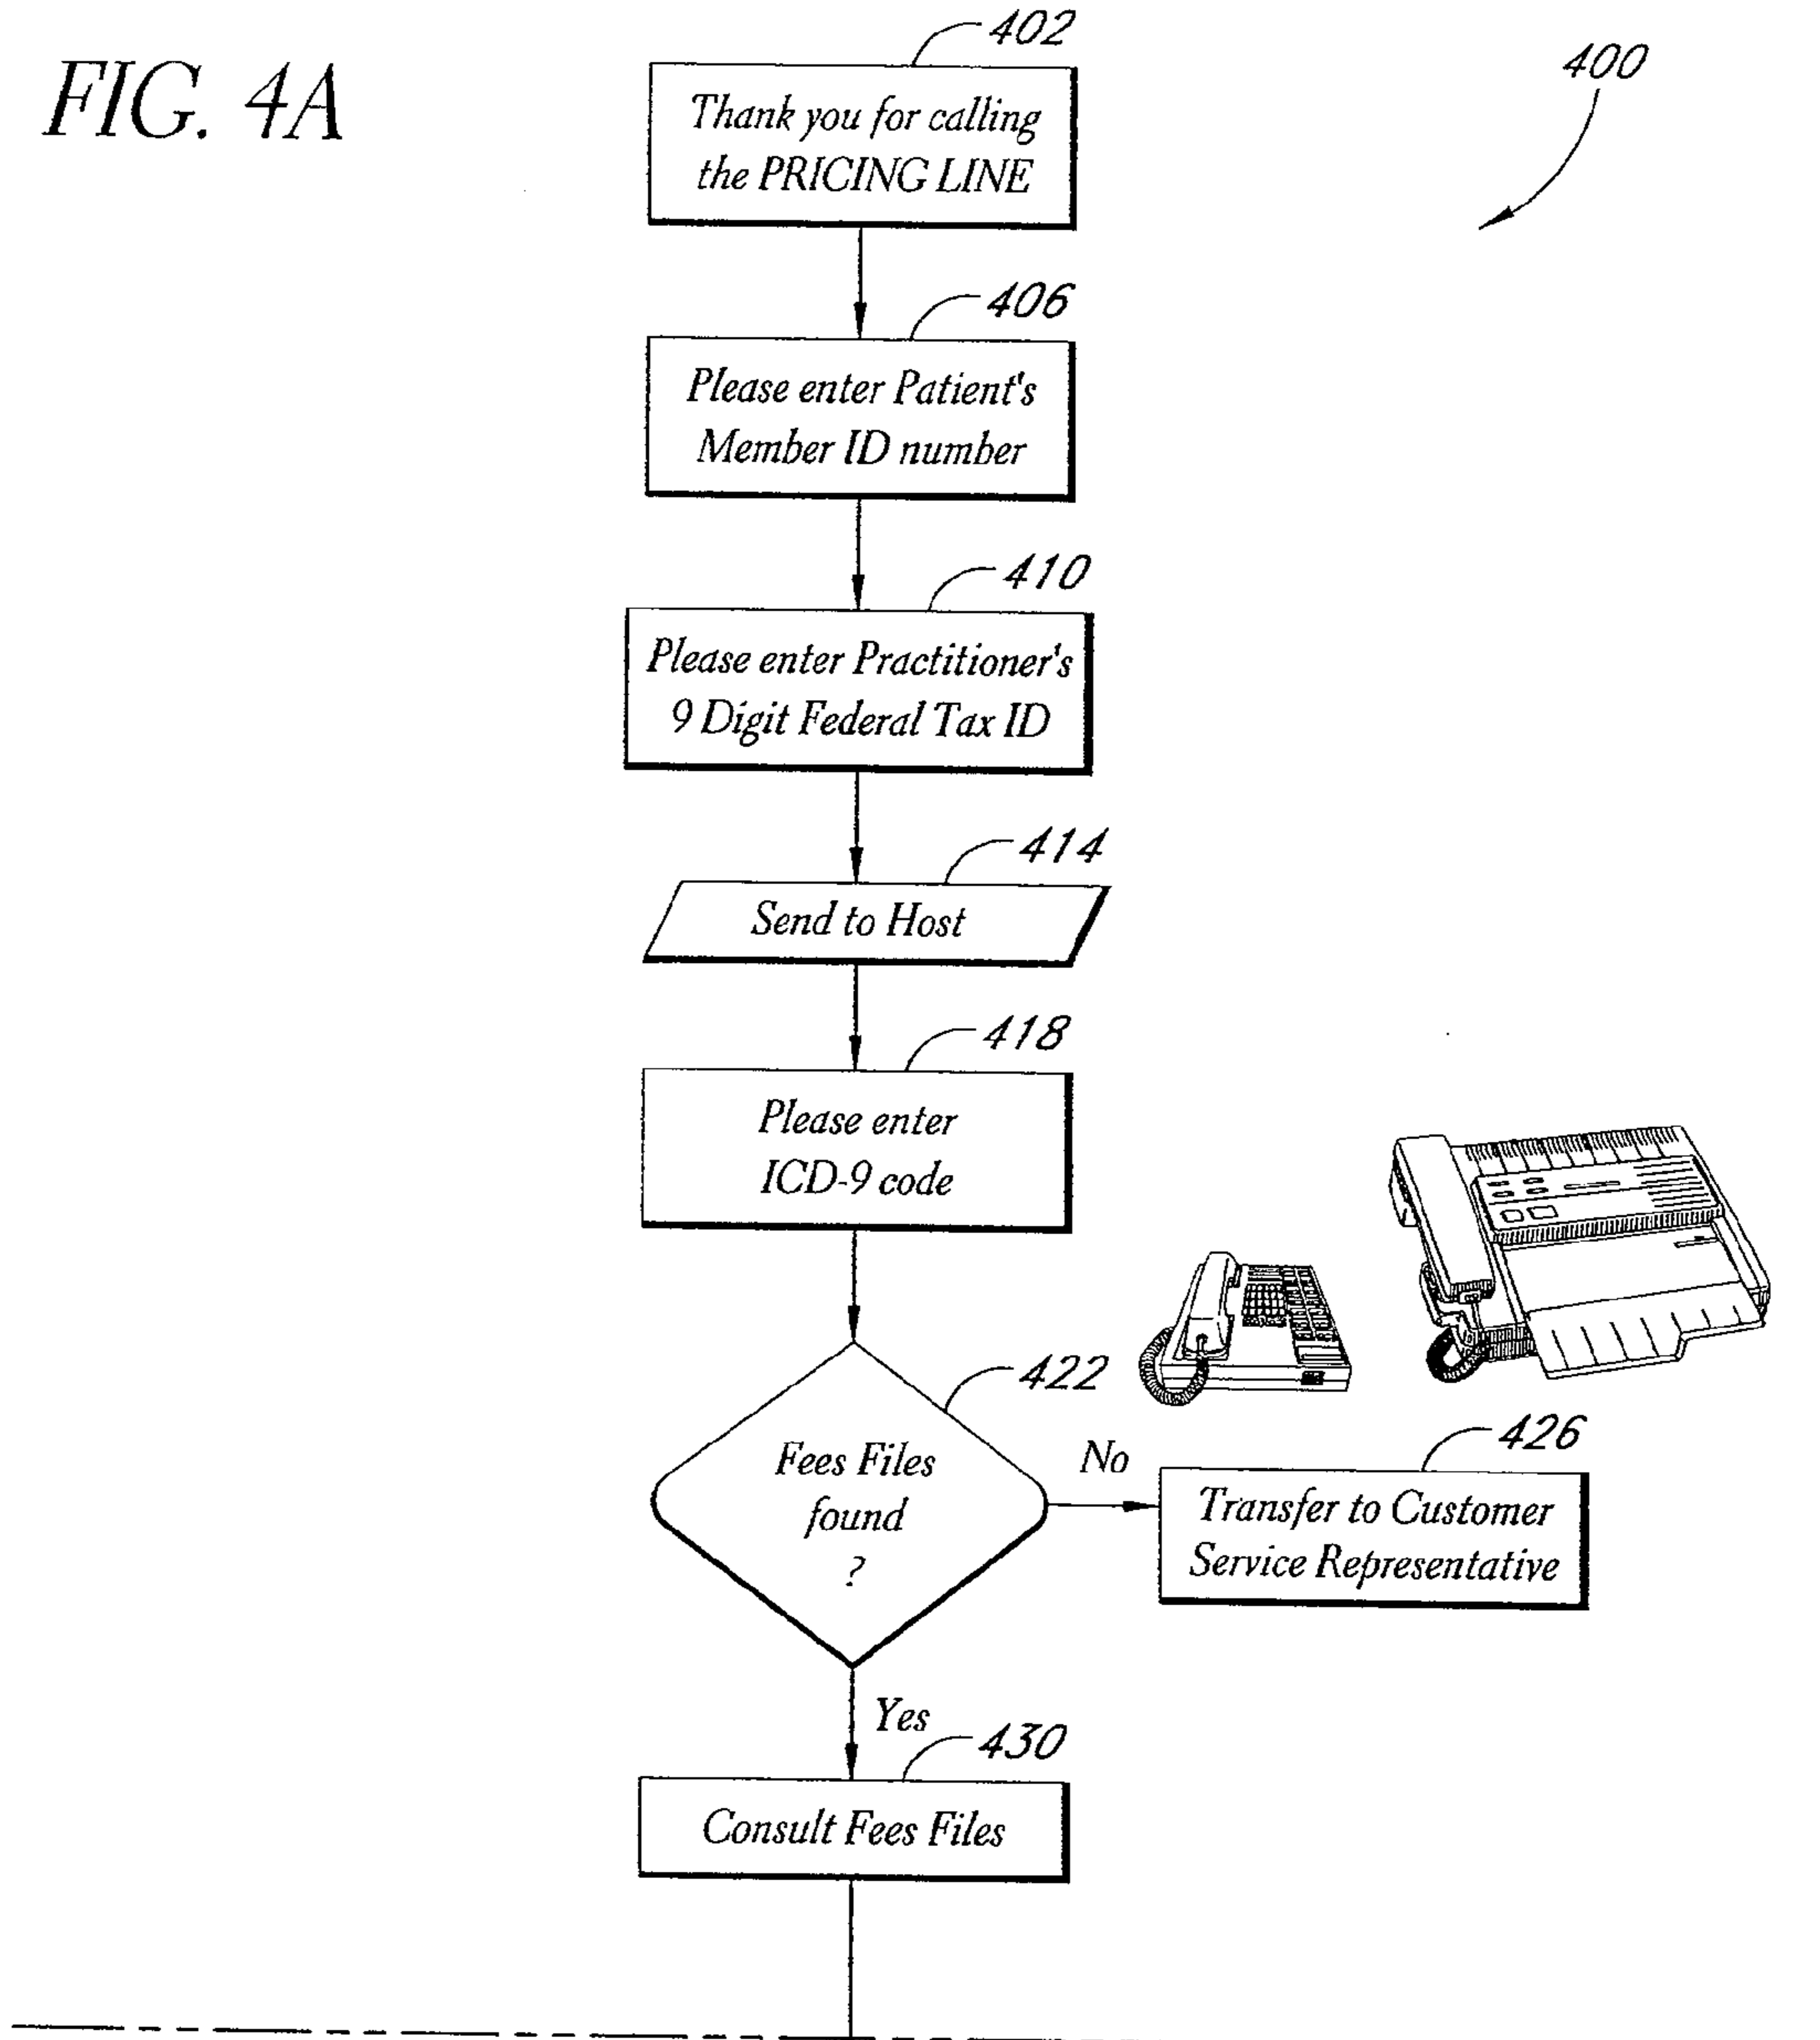 FIG. 4A
400
402
Thank you for calling
the PRICING LINE
406
Please enter Patient's
Member ID number
410
Please enter Practitioner's
9 Digit Federal Tax ID
414
Send to Host
418
Please enter
ICD-9 code
422
Fees Files
found
?
No
426
Transfer to Customer
Service Representative
Yes
430
Consult Fees Files